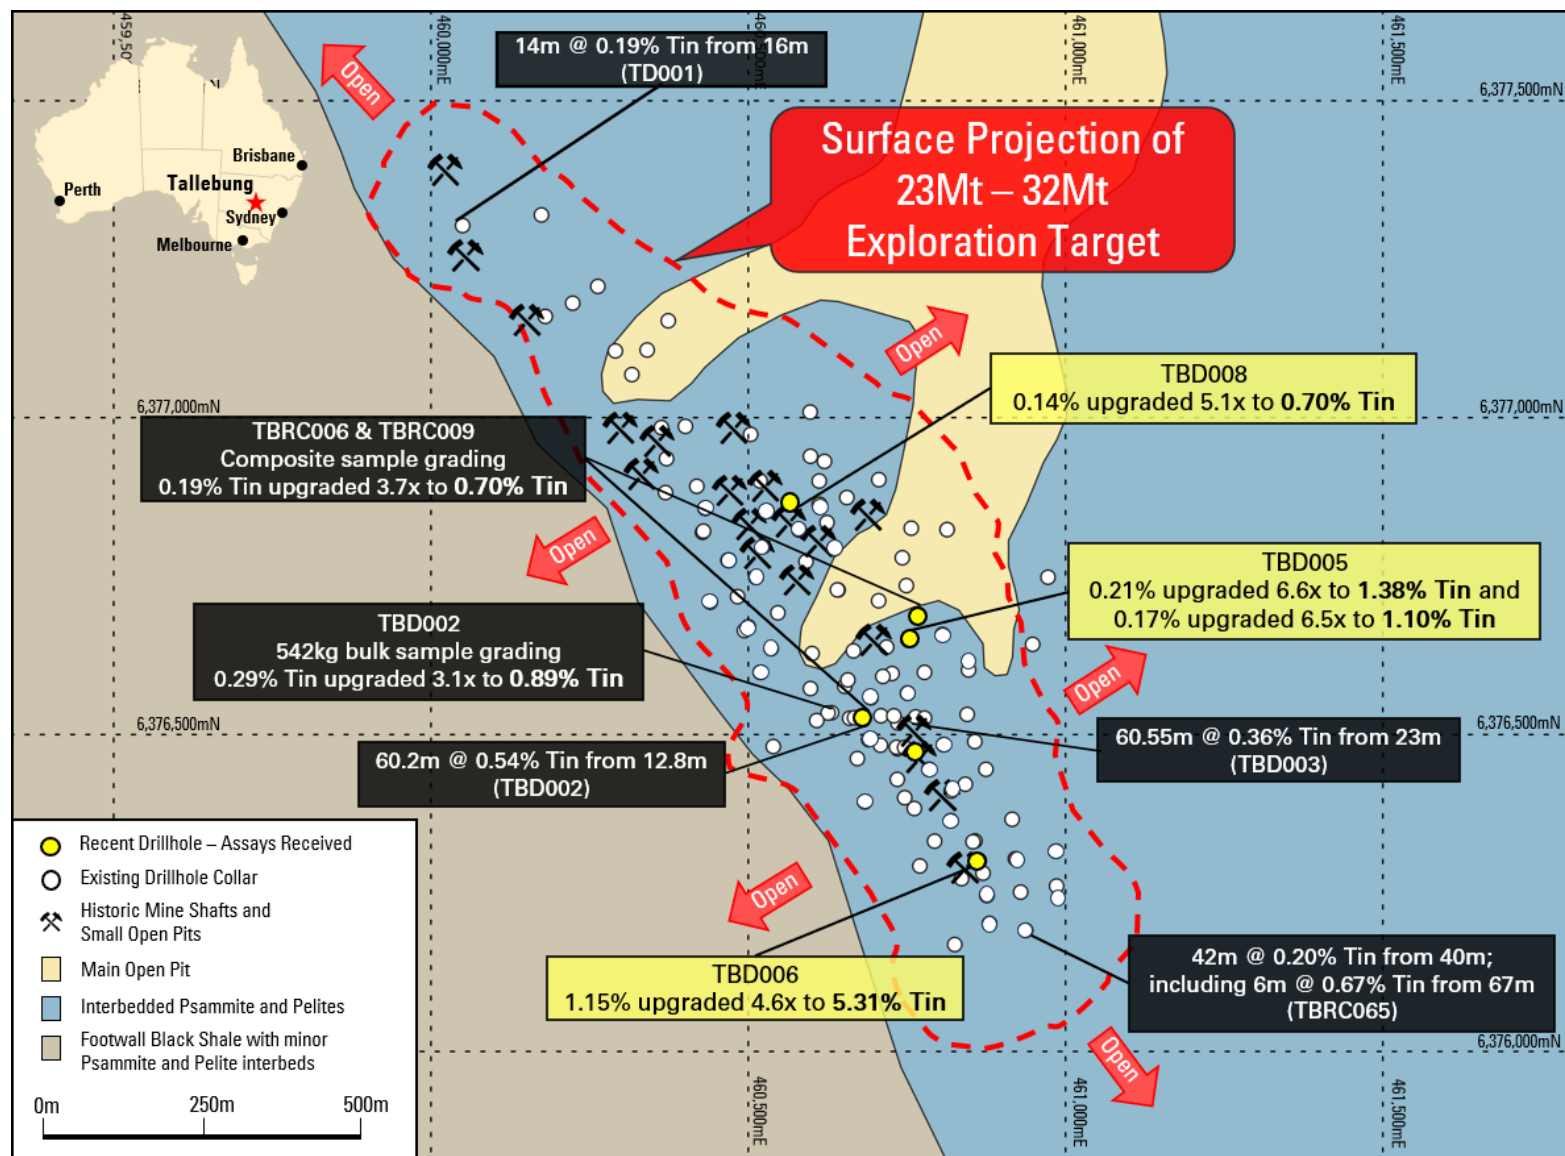 459,50
N
460,000mE
460,500mE
461,000mE
461,500mE
6,377,500mN
14m @ 0.19% Tin from 16m
(TD001)
Open
Surface Projection of
23Mt – 32Mt
Exploration Target
Brisbane
Perth
Tallebung
Sydney
Melbourne
Open
TBD008
0.14% upgraded 5.1x to 0.70% Tin
6,377,000mN
6,377,000mN
TBRC006 & TBRC009
Composite sample grading
0.19% Tin upgraded 3.7x to 0.70% Tin
Open
TBD005
0.21% upgraded 6.6x to 1.38% Tin and
0.17% upgraded 6.5x to 1.10% Tin
TBD002
542kg bulk sample grading
0.29% Tin upgraded 3.1x to 0.89% Tin
Open
6,376,500mN
6,376,500mN
60.2m @ 0.54% Tin from 12.8m
(TBD002)
60.55m @ 0.36% Tin from 23m
(TBD003)
Open
TBD006
1.15% upgraded 4.6x to 5.31% Tin
42m @ 0.20% Tin from 40m;
including 6m @ 0.67% Tin from 67m
(TBRC065)
6,376,000mN
Open
Recent Drillhole – Assays Received
Existing Drillhole Collar
Historic Mine Shafts and
Small Open Pits
Main Open Pit
Interbedded Psammite and Pelites
Footwall Black Shale with minor
Psammite and Pelite interbeds
0m 250m 500m
460,500mE
461,000mE
461,500mE